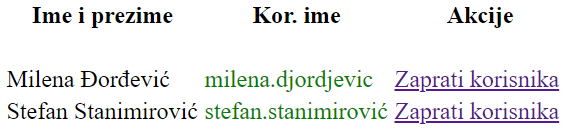 Ime i prezime Kor. ime Akcije
Milena Đorđević milena.djordjevic Zaprati korisnika
Stefan Stanimirović stefan.stanimirović Zaprati korisnika